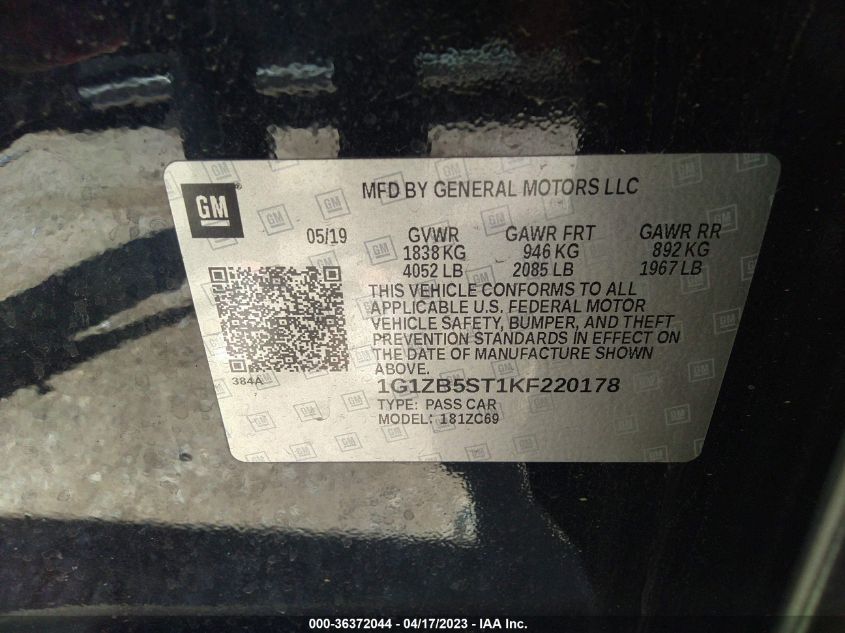 GM
®
MFD BY GENERAL MOTORS LLC
05/19 GVWR GAWR FRT GAWR RR
1838 KG 946 KG 892 KG
4052 LB 2085 LB 1967 LB
THIS VEHICLE CONFORMS TO ALL
APPLICABLE U.S. FEDERAL MOTOR
VEHICLE SAFETY, BUMPER, AND THEFT
PREVENTION STANDARDS IN EFFECT ON
THE DATE OF MANUFACTURE SHOWN
ABOVE.
384A
1G1ZB5ST1KF220178
TYPE: PASS CAR
MODEL: 181ZC69
000-36372044 - 04/17/2023 - IAA Inc.